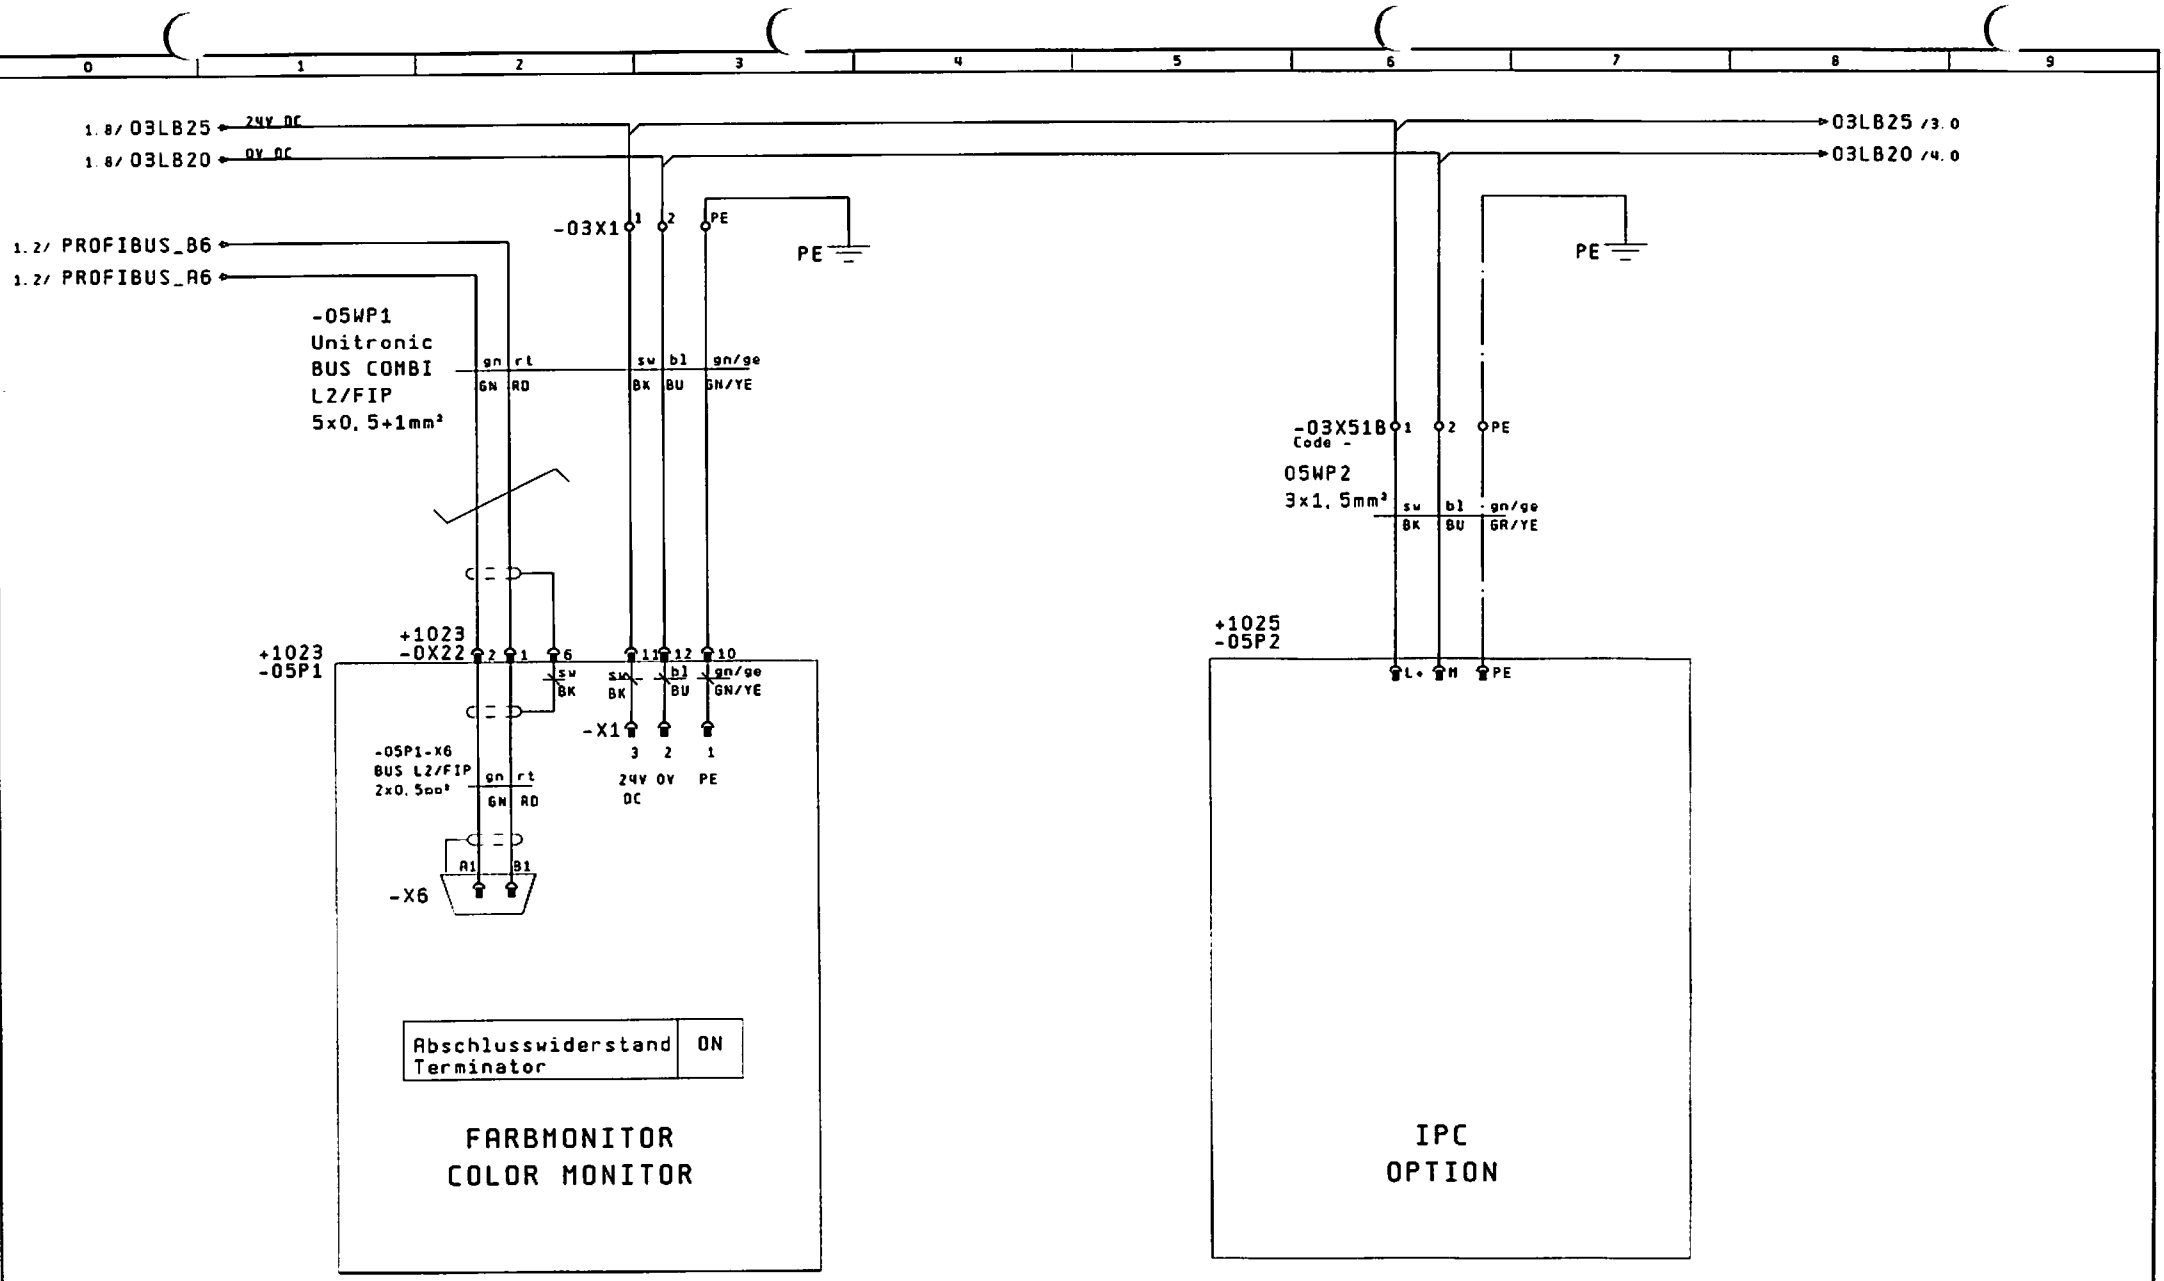 0 1 2 3 4 5 6 7 8 9
1.8/ 03LB25 24V DC
03LB25 /3.0
1.8/ 03LB20 0V DC
03LB20 /4.0
-03X1 1 2 PE
PE
PE
1.2/ PROFIBUS_B6
1.2/ PROFIBUS_A6
-05WP1
Unitronic
BUS COMBI
L2/FIP
5x0,5+1mm²
gn rt sw bl gn/ge
GN RD BK BU GN/YE
-03X51B 1 2 PE
Code -
05WP2
3x1,5mm²
sw bl gn/ge
BK BU GR/YE
+1023
-05P1
+1023
-0X22 2 1 6 11 12 10
sw sw bl gn/ge
BK BK BU GN/YE
-X1
3 2 1
24V 0V PE
DC
-05P1-X6
BUS L2/FIP
2x0,5mm²
gn rt
GN RD
A1 B1
-X6
Abschlusswiderstand ON
Terminator
FARBMONITOR
COLOR MONITOR
+1025
-05P2
L+ M PE
IPC
OPTION